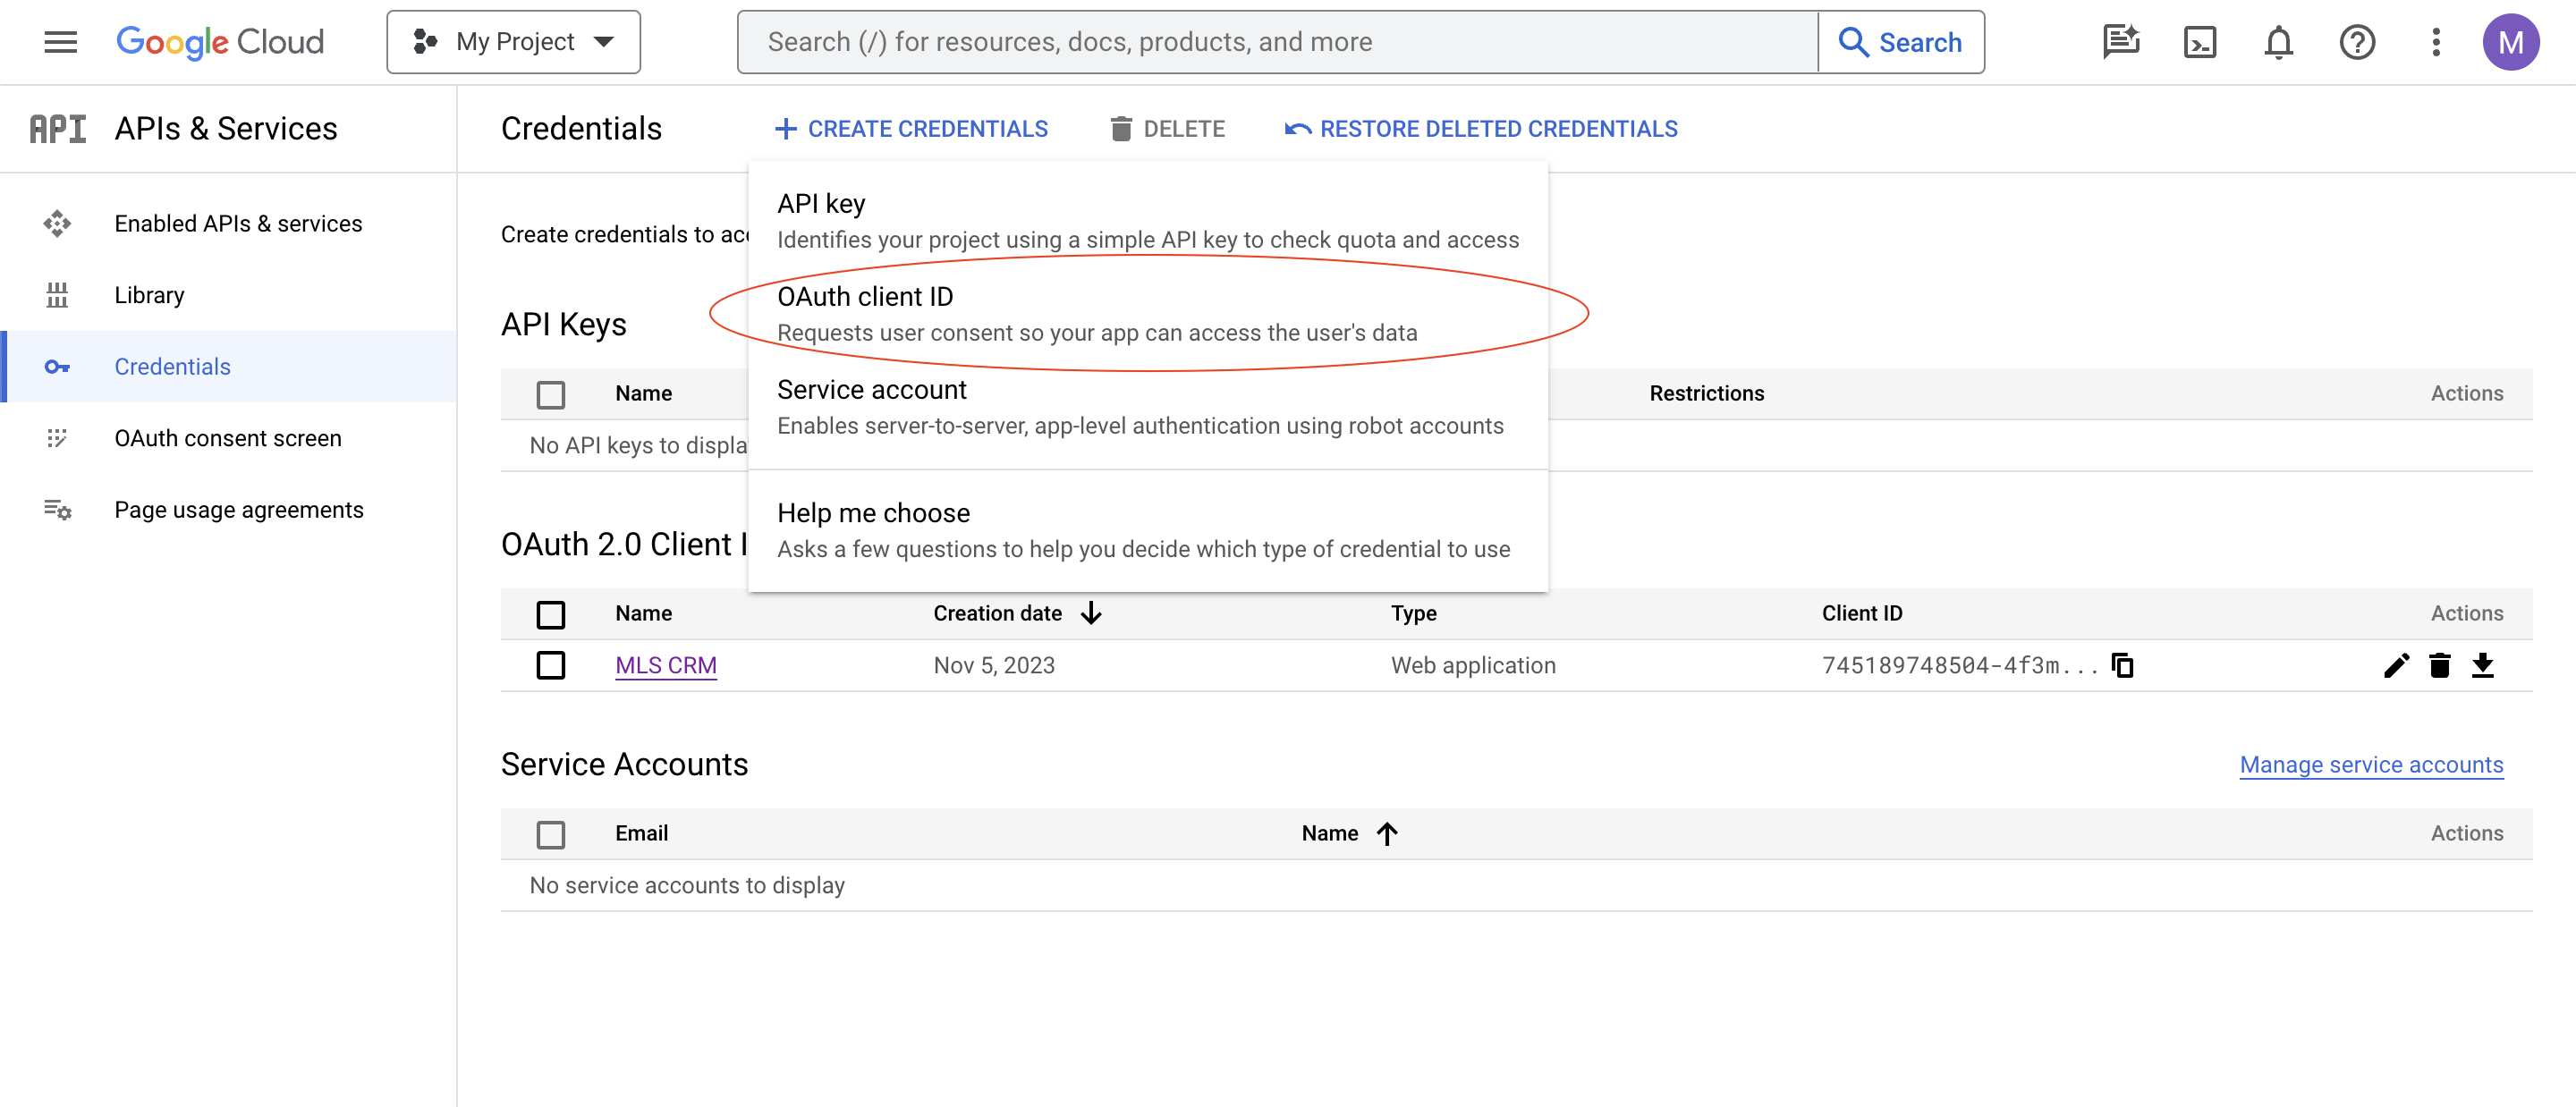 Google Cloud
My Project
Search (/) for resources, docs, products, and more
Search
M
API
APIs & Services
Enabled APIs & services
Library
Credentials
OAuth consent screen
Page usage agreements
Credentials
CREATE CREDENTIALS
DELETE
RESTORE DELETED CREDENTIALS
Create credentials to
API key
Identifies your project using a simple API key to check quota and access
OAuth client ID
Requests user consent so your app can access the user's data
Service account
Enables server-to-server, app-level authentication using robot accounts
Help me choose
Asks a few questions to help you decide which type of credential to use
API Keys
Name
Restrictions
Actions
No API keys to
OAuth 2.0 Client
Name
Creation date
Type
Client ID
Actions
MLS CRM
Nov 5, 2023
Web application
745189748504-4f3m...
Service Accounts
Manage service accounts
Email
Name
Actions
No service accounts to display